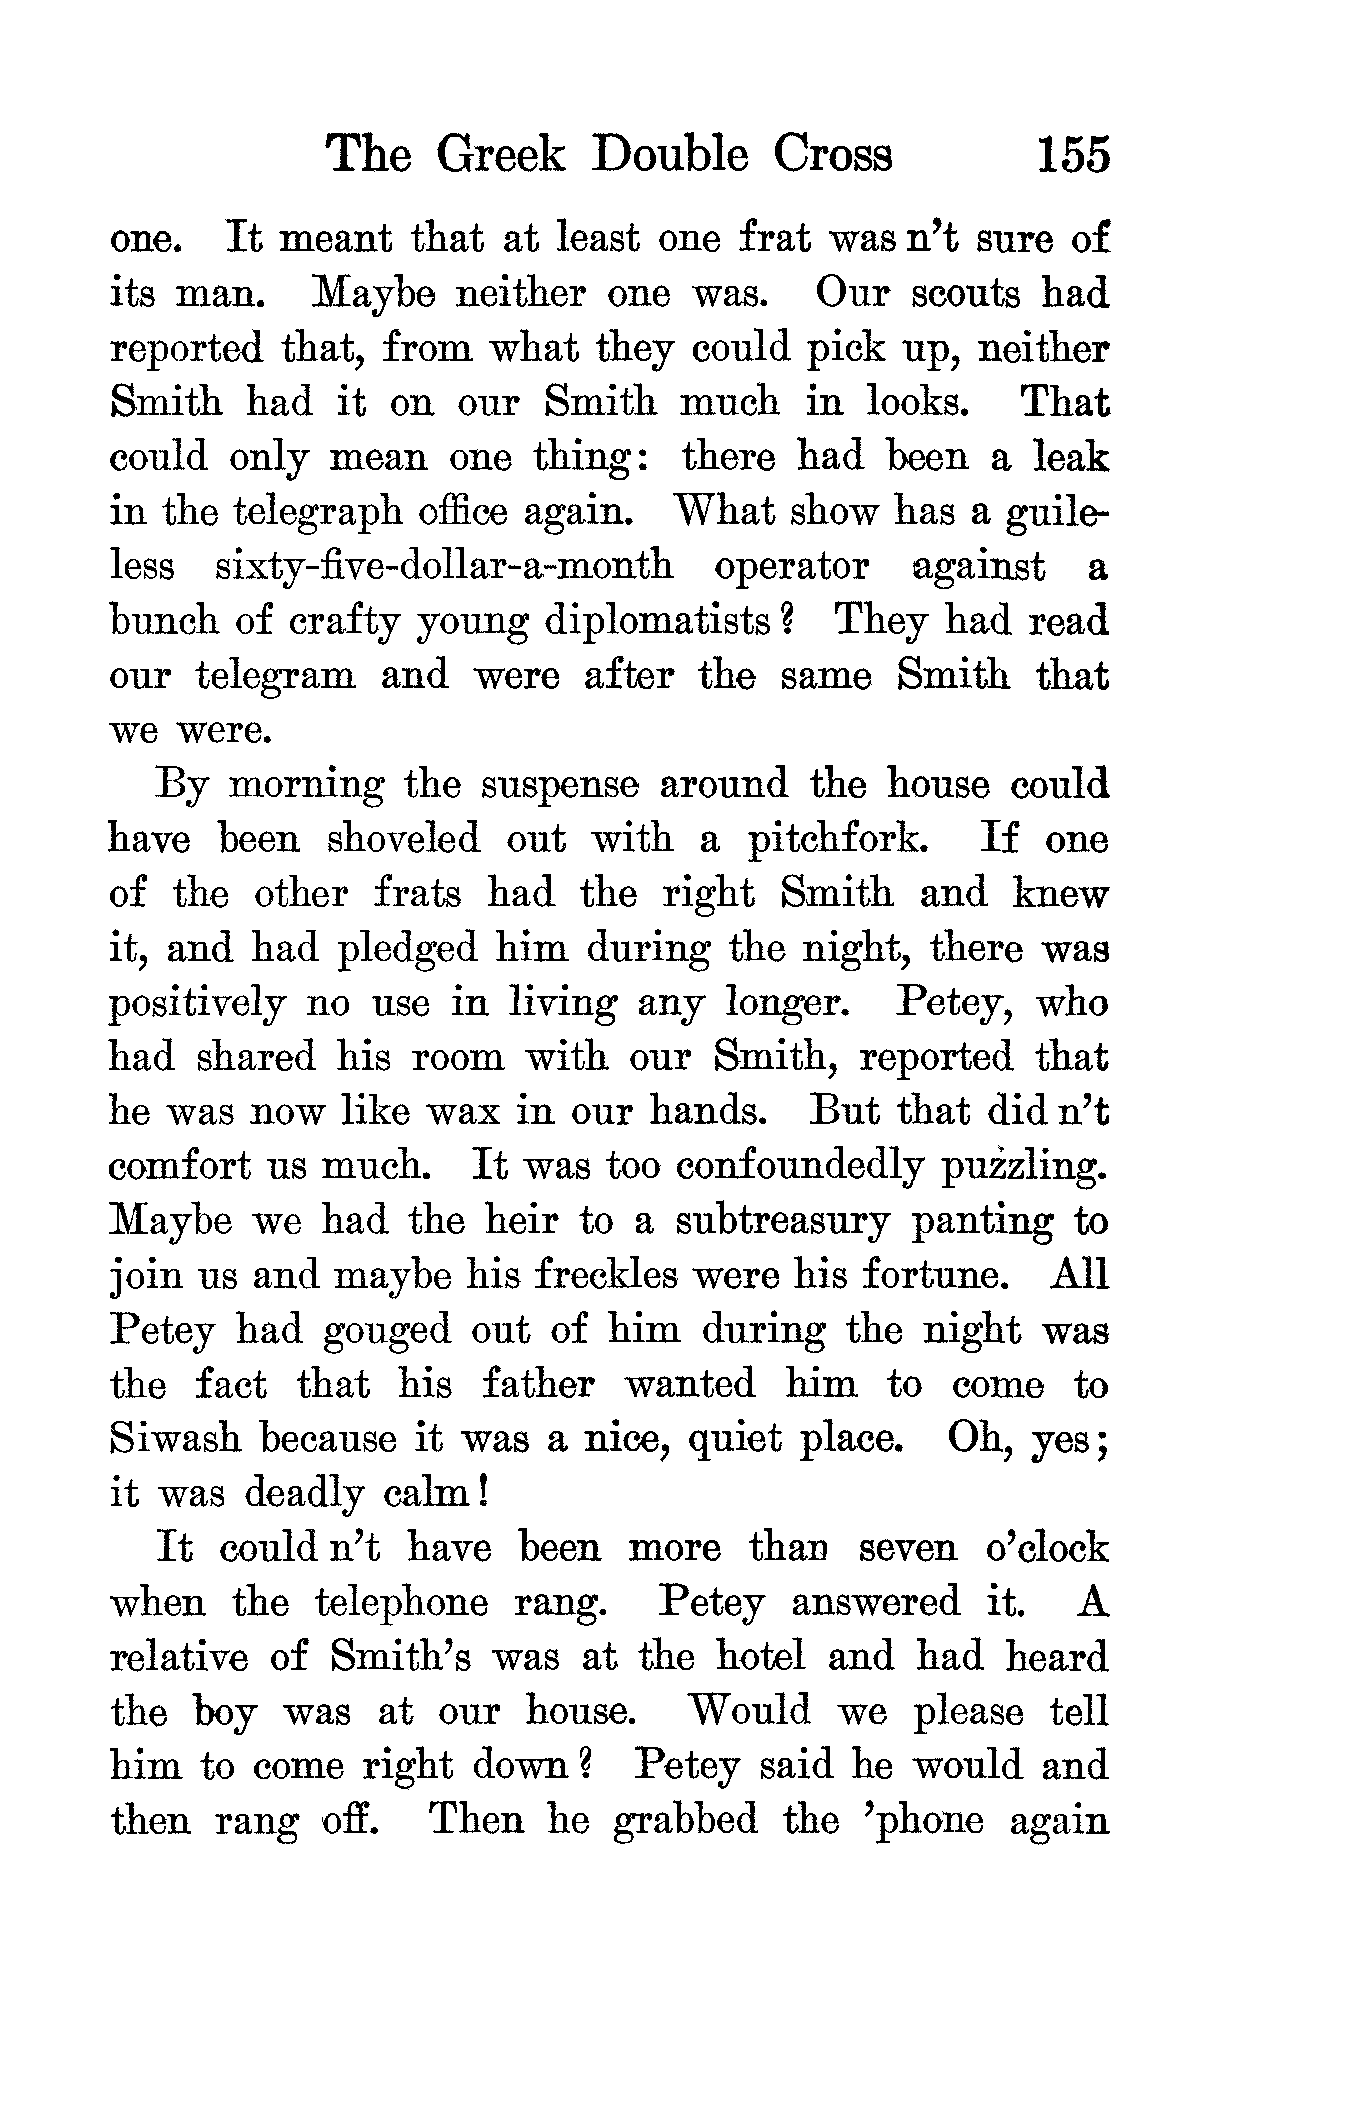 The Greek Double Cross 155
one. It meant that at least one frat was n't sure of
its man. Maybe neither one was. Our scouts had
reported that, from what they could pick up, neither
Smith had it on our Smith much in looks. That
could only mean one thing: there had been a leak
in the telegraph office again. What show has a guile-
less sixty-five-dollar-a-month operator against a
bunch of crafty young diplomatists? They had read
our telegram and were after the same Smith that
we were.
By morning the suspense around the house could
have been shoveled out with a pitchfork. If one
of the other frats had the right Smith and knew
it, and had pledged him during the night, there was
positively no use in living any longer. Petey, who
had shared his room with our Smith, reported that
he was now like wax in our hands. But that did n't
comfort us much. It was too confoundedly puzzling.
Maybe we had the heir to a subtreasury panting to
join us and maybe his freckles were his fortune. All
Petey had gouged out of him during the night was
the fact that his father wanted him to come to
Siwash because it was a nice, quiet place. Oh, yes;
it was deadly calm!
It could n't have been more than seven o'clock
when the telephone rang. Petey answered it. A
relative of Smith's was at the hotel and had heard
the boy was at our house. Would we please tell
him to come right down? Petey said he would and
then rang off. Then he grabbed the 'phone again